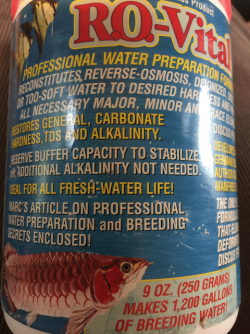 Product
R.O.-Vital
PROFESSIONAL WATER PREPARATION FORM
RECONSTITUTES, REVERSE-OSMOSIS, DEIONIZED,
OR TOO-SOFT WATER TO DESIRED HARDNESS AND
ALL NECESSARY MAJOR, MINOR AND
RESTORES GENERAL, CARBONATE
HARDNESS, TDS AND ALKALINITY.
RESERVE BUFFER CAPACITY TO STABILIZE
ADDITIONAL ALKALINITY NOT NEEDED.
IDEAL FOR ALL FRESH-WATER LIFE!
MARC'S ARTICLE ON PROFESSIONAL
WATER PREPARATION and BREEDING
SECRETS ENCLOSED!
9 OZ. (250 GRAMS)
MAKES 1,200 GALLONS
OF BREEDING WATER!